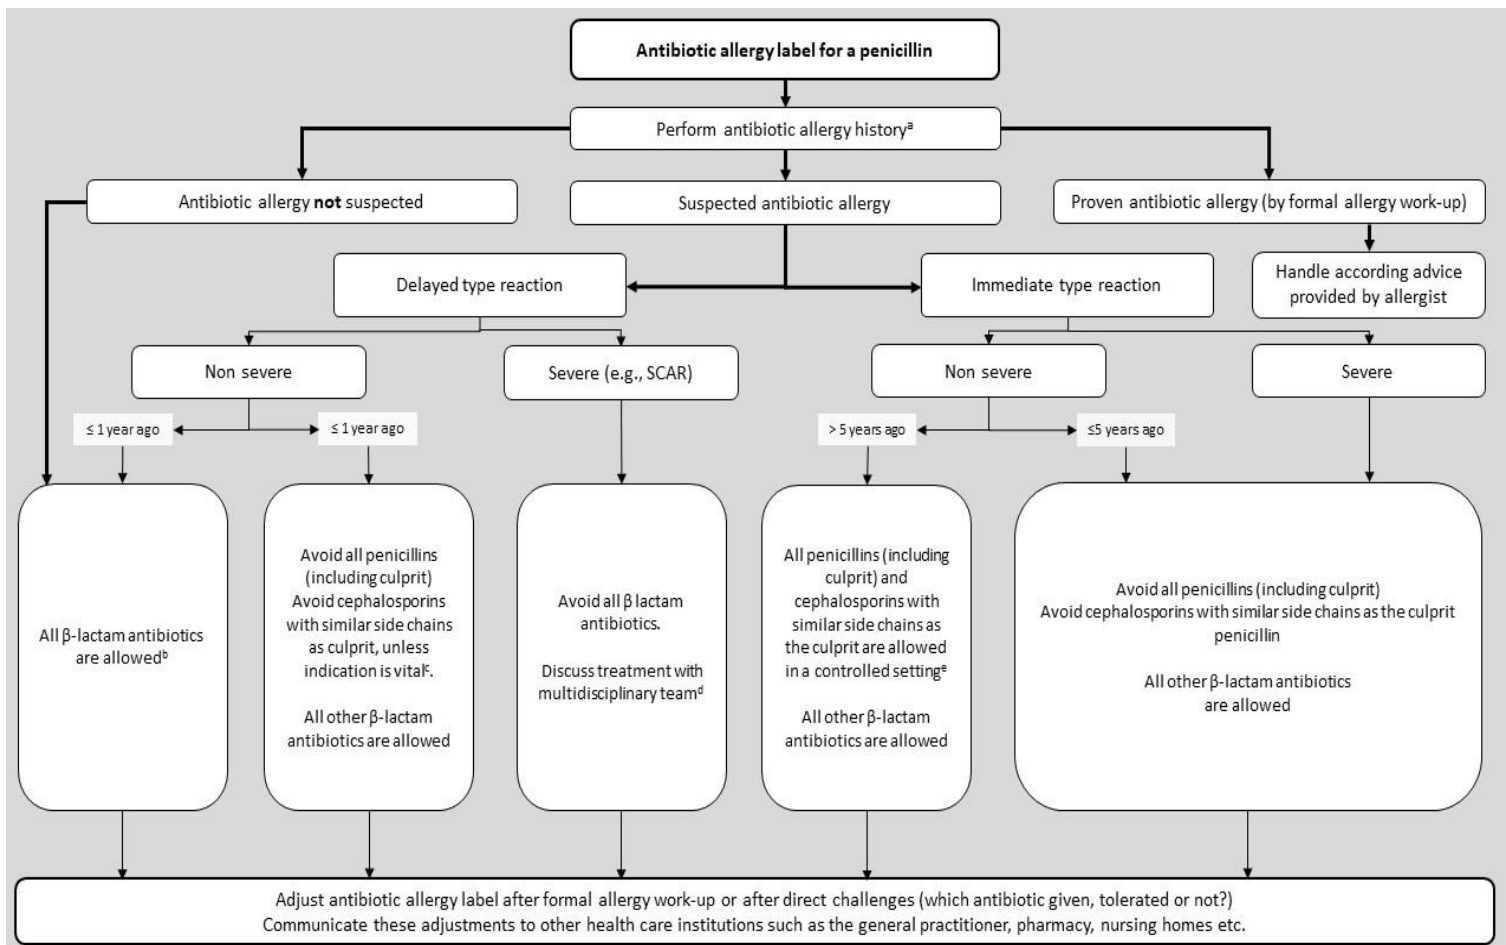 Antibiotic allergy label for a penicillin
Perform antibiotic allergy historyᵃ
Antibiotic allergy not suspected
Suspected antibiotic allergy
Proven antibiotic allergy (by formal allergy work-up)
Delayed type reaction
Immediate type reaction
Handle according advice
provided by allergist
Non severe
Severe (e.g., SCAR)
Non severe
Severe
≤ 1 year ago
≤ 1 year ago
> 5 years ago
≤5 years ago
All β-lactam antibiotics
are allowedᵇ
Avoid all penicillins
(including culprit)
Avoid cephalosporins
with similar side chains
as culprit, unless
indication is vitalᶜ.
All other β-lactam
antibiotics are allowed
Avoid all β lactam
antibiotics.
Discuss treatment with
multidisciplinary teamᵈ
All penicillins (including
culprit) and
cephalosporins with
similar side chains as
the culprit are allowed
in a controlled settingᵉ
All other β-lactam
antibiotics are allowed
Avoid all penicillins (including culprit)
Avoid cephalosporins with similar side chains as the culprit
penicillin
All other β-lactam antibiotics
are allowed
Adjust antibiotic allergy label after formal allergy work-up or after direct challenges (which antibiotic given, tolerated or not?)
Communicate these adjustments to other health care institutions such as the general practitioner, pharmacy, nursing homes etc.